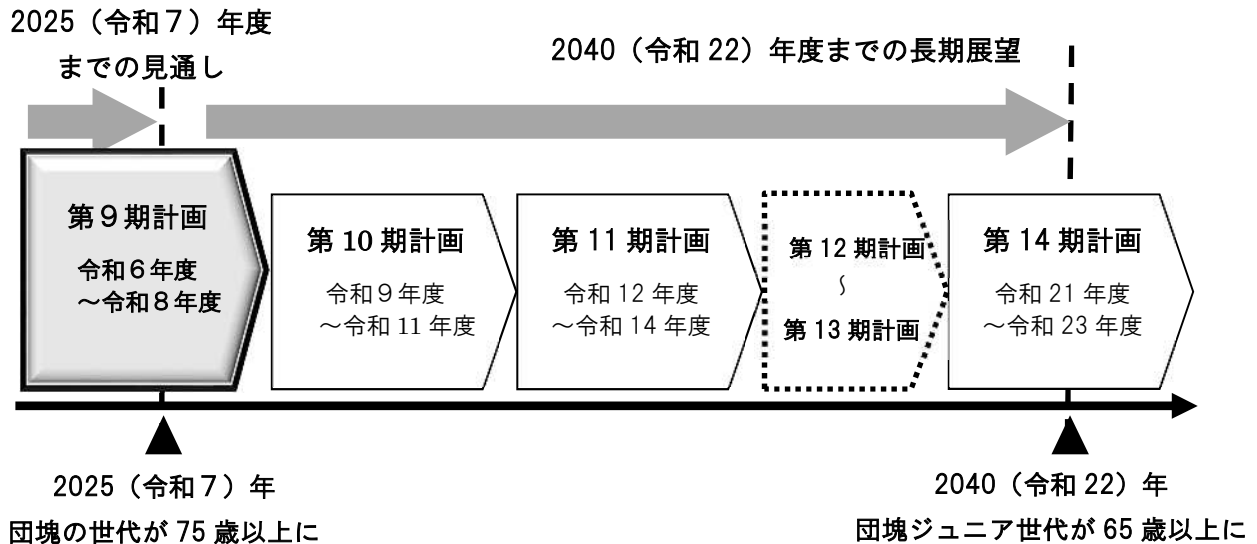 2025（令和７）年度
までの見通し
2040（令和 22）年度までの長期展望
第９期計画
令和６年度
～令和８年度
第 10 期計画
令和９年度
～令和 11 年度
第 11 期計画
令和 12 年度
～令和 14 年度
第 12 期計画
～
第 13 期計画
第 14 期計画
令和 21 年度
～令和 23 年度
2025（令和７）年
団塊の世代が 75 歳以上に
2040（令和 22）年
団塊ジュニア世代が 65 歳以上に